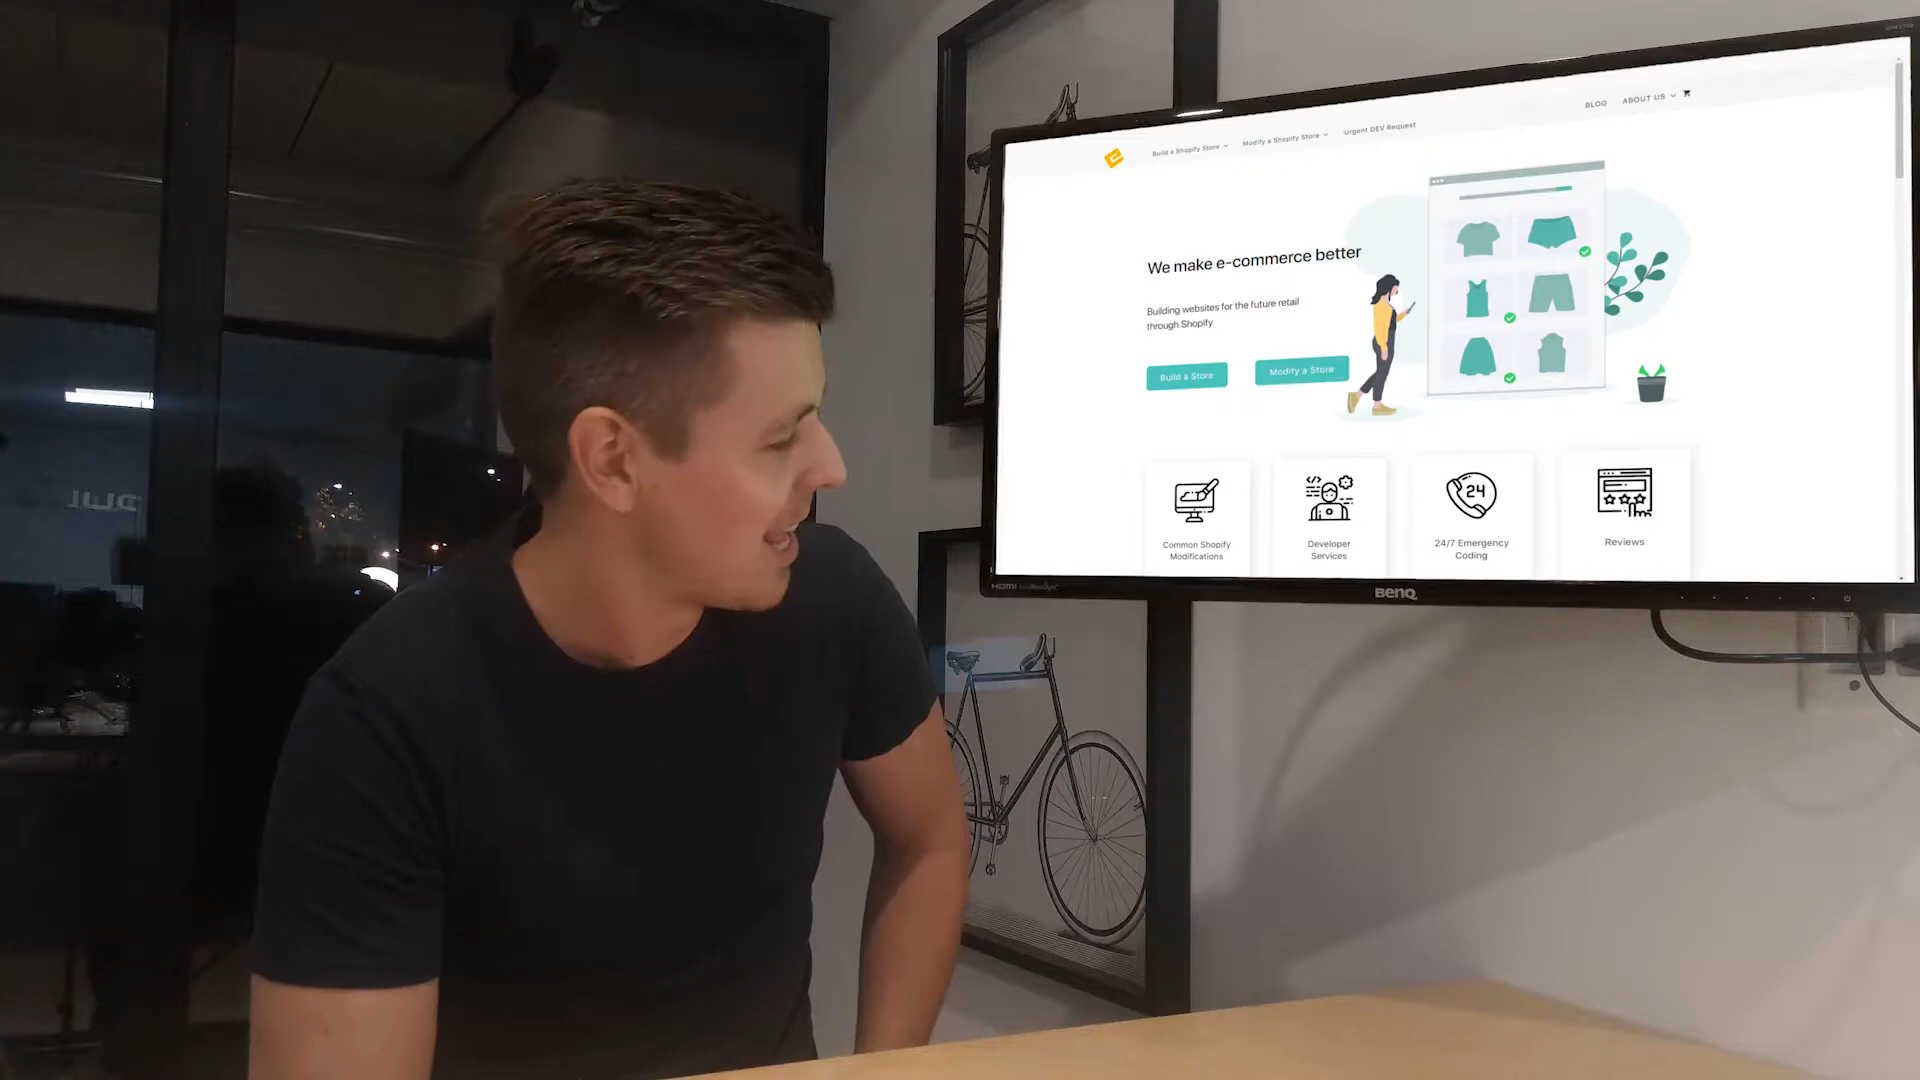 BLOG
ABOUT US
Build a Shopify Store
Modify a Shopify Store
Urgent DEV Request
We make e-commerce better
Building websites for the future retail
through Shopify
Build a Store
Modify a Store
Common Shopify
Modifications
Developer
Services
24
24/7 Emergency
Coding
Reviews
HDMI
BenQ